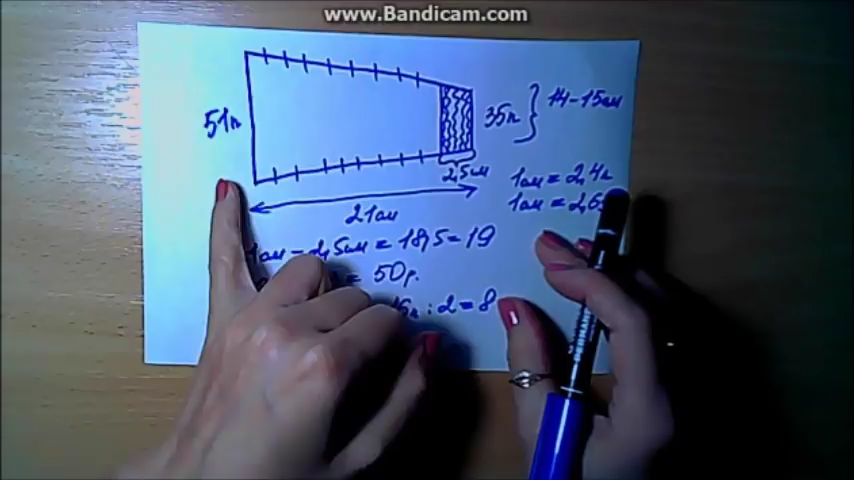 www.Bandicam.com
51п
35п } 14-15см
2,5см
1см = 2,4п
1см = 2,6
21см
1см - 2,5см = 18,5 = 19
= 50р.
: 2 = 8